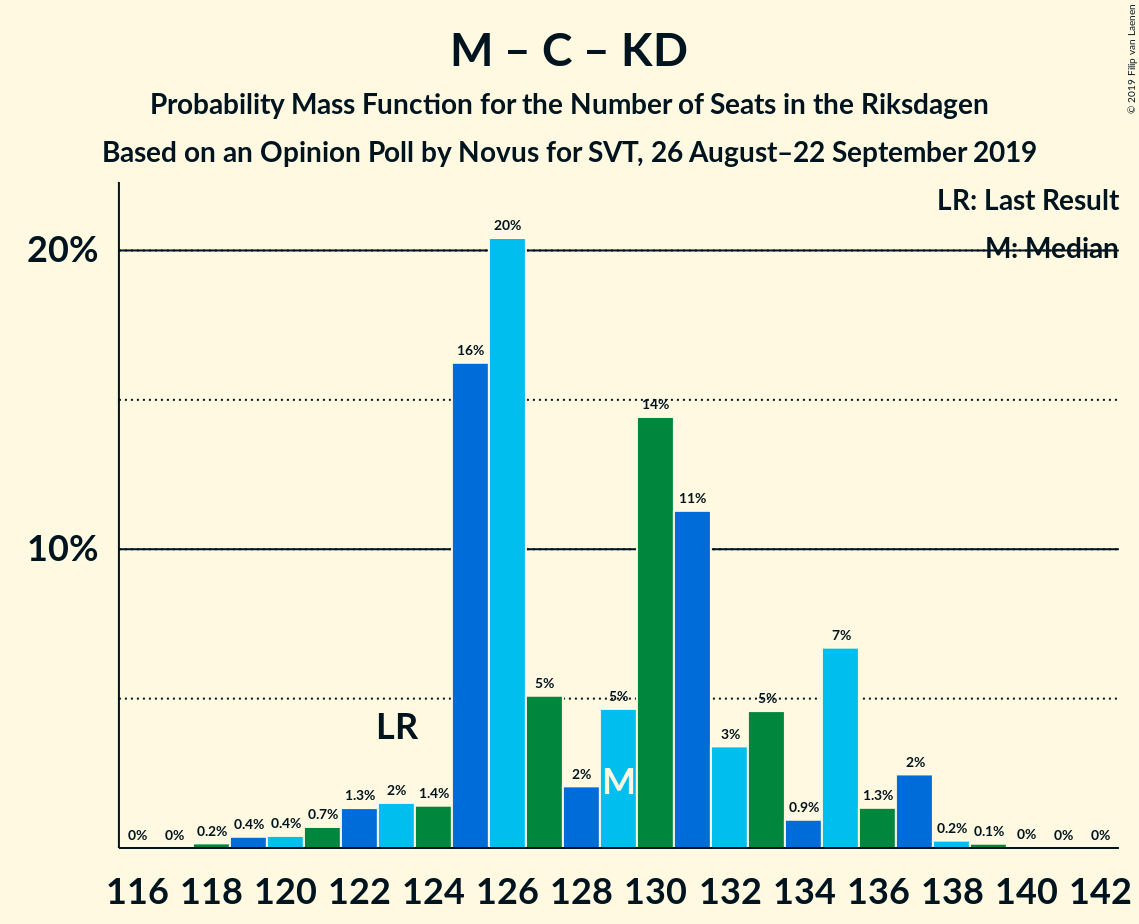 M – C – KD
Probability Mass Function for the Number of Seats in the Riksdagen
Based on an Opinion Poll by Novus for SVT, 26 August–22 September 2019
© 2019 Filip van Laenen
LR: Last Result
M: Median
20%
10%
0% 0% 0.2% 0.4% 0.4% 0.7% 1.3% 2% 1.4% 16% 20% 5% 2% 5% 14% 11% 3% 5% 0.9% 7% 1.3% 2% 0.2% 0.1% 0% 0% 0%
LR
M
116 118 120 122 124 126 128 130 132 134 136 138 140 142